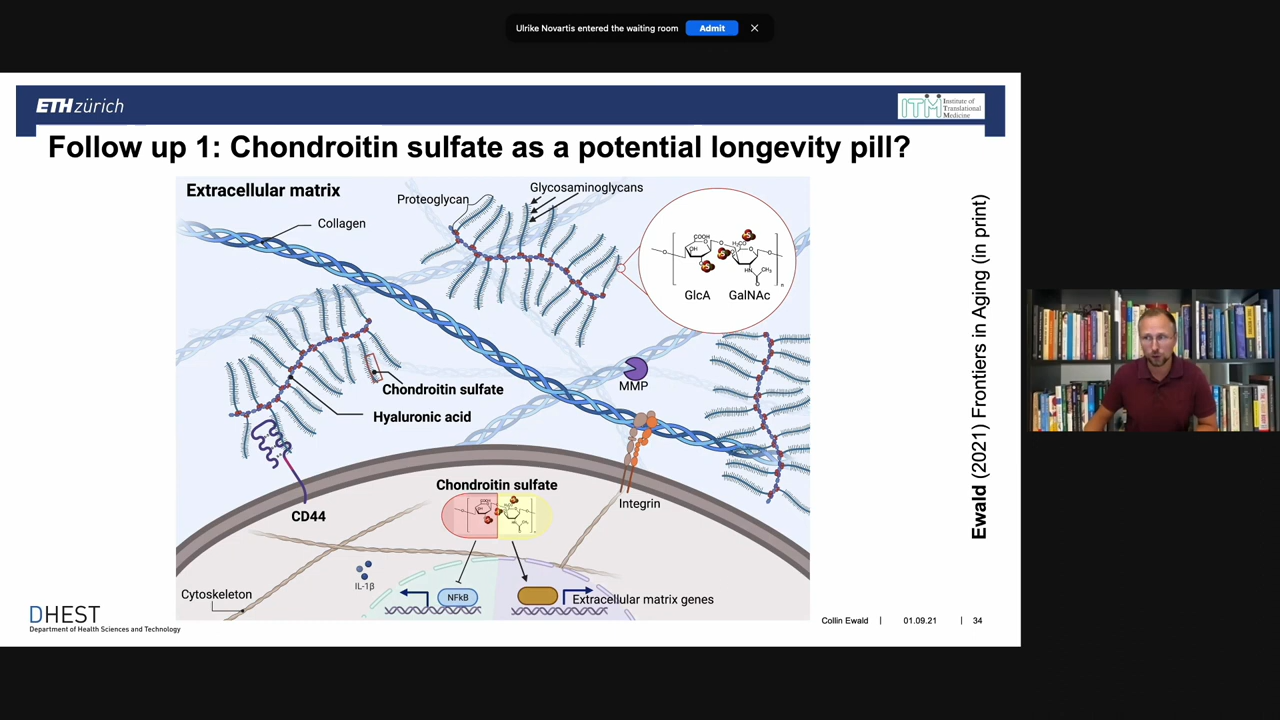 Ulrike Novartis entered the waiting room
Admit
ETHzürich
ITM
Institute of
Translational
Medicine
Follow up 1: Chondroitin sulfate as a potential longevity pill?
Extracellular matrix
Collagen
Proteoglycan
Glycosaminoglycans
GlcA
GalNAc
MMP
Chondroitin sulfate
Hyaluronic acid
CD44
Chondroitin sulfate
Integrin
IL-1β
Cytoskeleton
NFkB
Extracellular matrix genes
Ewald (2021) Frontiers in Aging (in print)
DHEST
Department of Health Sciences and Technology
Collin Ewald | 01.09.21 | 34